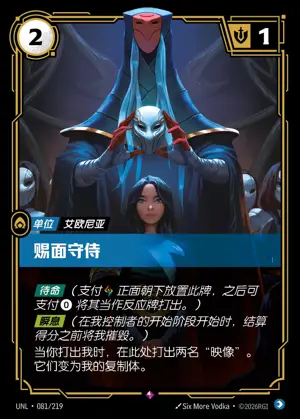 2
1
单位 艾欧尼亚
赐面守侍
待命（支付 正面朝下放置此牌，之后可
支付 0 将其当作反应牌打出。）
瞬息（在我控制者的开始阶段开始时，结算
得分之前将我摧毁。）
当你打出我时，在此处打出两名“映像”。
它们变为我的复制体。
UNL · 081/219
Six More Vodka ©2026RGI